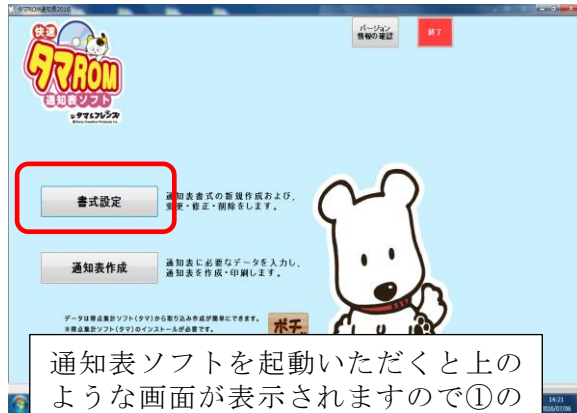 タマROM通知表2016
快速
タマROM
通知表ソフト
タマ&フレンズ
バージョン
情報の確認
終了
書式設定
通知表書式の新規作成および、
変更・修正・削除をします。
通知表作成
通知表に必要なデータを入力し、
通知表を作成・印刷します。
データは得点集計ソフト(タマ)から取り込み作成が簡単にできます。
※得点集計ソフト(タマ)のインストールが必要です。
ポチ
通知表ソフトを起動いただくと上の
ような画面が表示されますので①の
14:21
2016/07/06